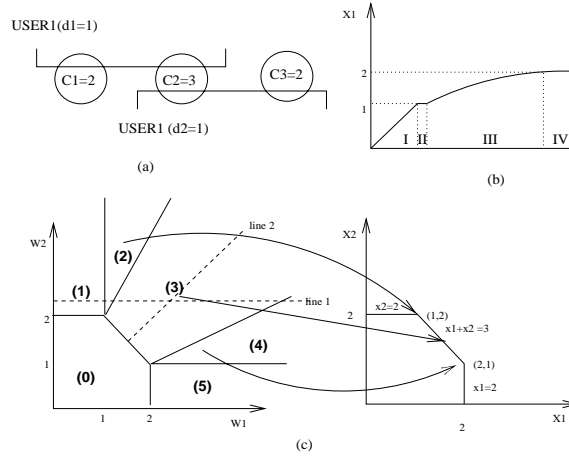 USER1(d1=1)
C1=2
C2=3
C3=2
USER1 (d2=1)
(a)
X1
2
1
I
II
III
IV
(b)
W2
line 2
(2)
(3)
(1)
line 1
2
(4)
1
(0)
(5)
1
2
W1
X2
x2=2
(1,2)
2
x1+x2 =3
(2,1)
x1=2
X1
2
(c)